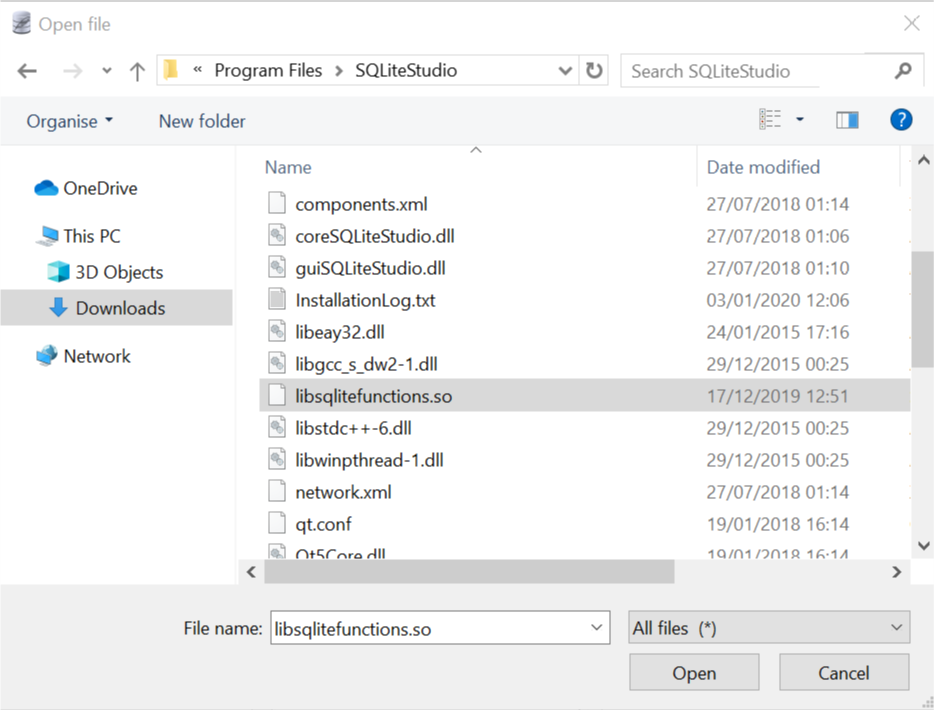 Open file
« Program Files › SQLiteStudio
Search SQLiteStudio
Organise New folder
?
Name Date modified
OneDrive
This PC
3D Objects
Downloads
Network
components.xml 27/07/2018 01:14
coreSQLiteStudio.dll 27/07/2018 01:06
guiSQLiteStudio.dll 27/07/2018 01:10
InstallationLog.txt 03/01/2020 12:06
libeay32.dll 24/01/2015 17:16
libgcc_s_dw2-1.dll 29/12/2015 00:25
libsqlitefunctions.so 17/12/2019 12:51
libstdc++-6.dll 29/12/2015 00:25
libwinpthread-1.dll 29/12/2015 00:25
network.xml 27/07/2018 01:14
qt.conf 19/01/2018 16:14
Qt5Core.dll 19/01/2018 16:14
File name: libsqlitefunctions.so All files (*)
Open Cancel